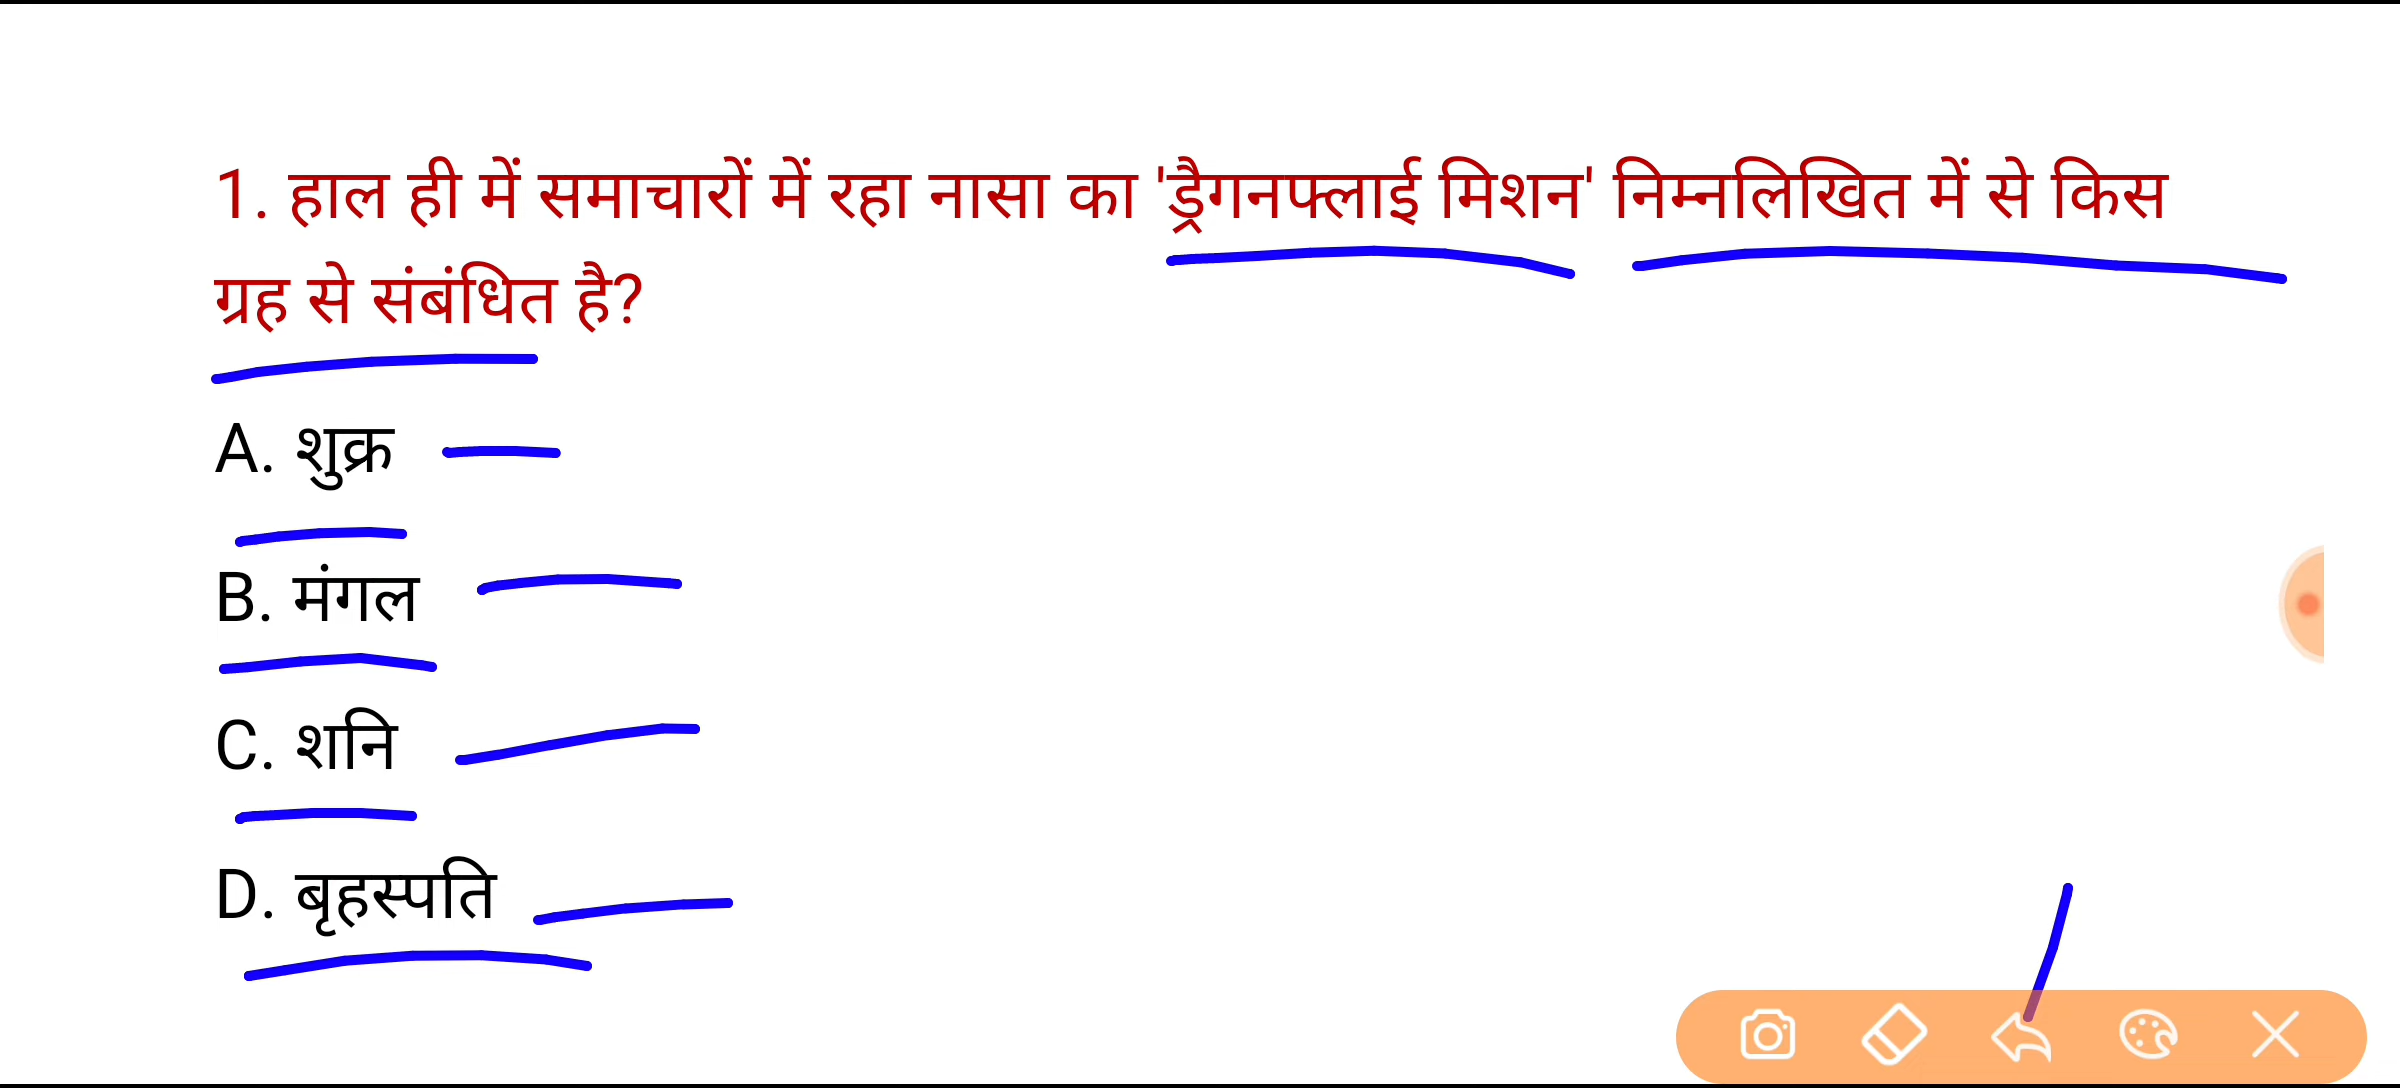 1. हाल ही में समाचारों में रहा नासा का 'ड्रैगनफ्लाई मिशन' निम्नलिखित में से किस
ग्रह से संबंधित है?
A. शुक्र
B. मंगल
C. शनि
D. बृहस्पति